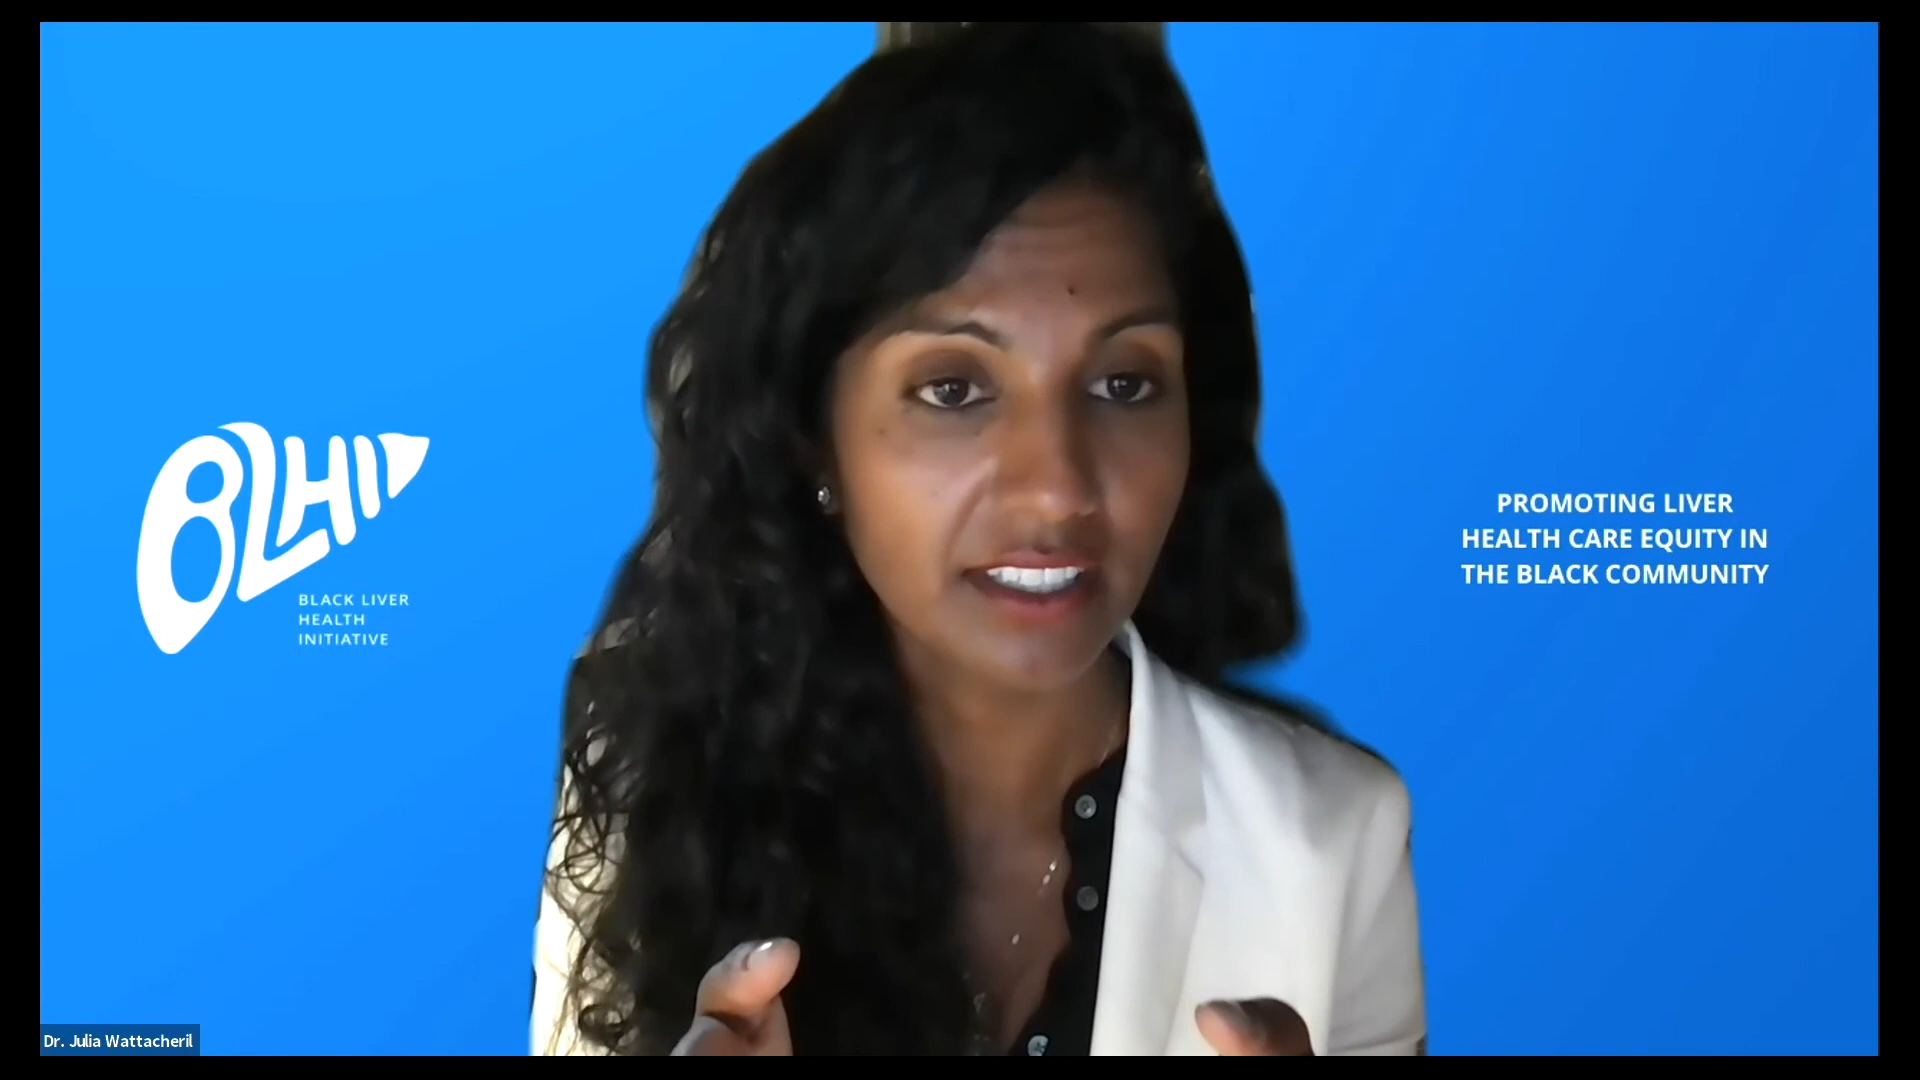 BLHI
BLACK LIVER
HEALTH
INITIATIVE
PROMOTING LIVER
HEALTH CARE EQUITY IN
THE BLACK COMMUNITY
Dr. Julia Wattacheril